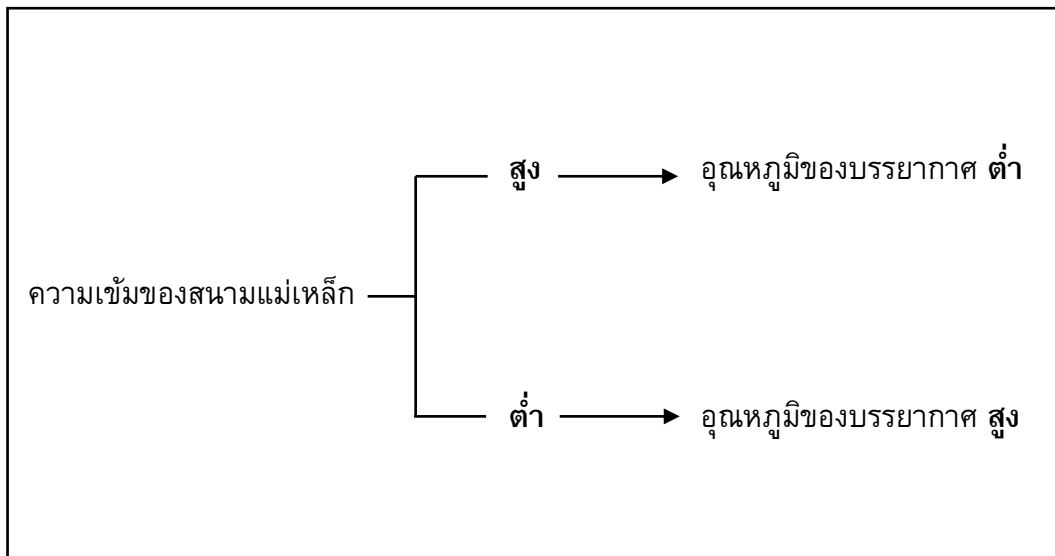 สูง อุณหภูมิของบรรยากาศ ต่ำ
ความเข้มของสนามแม่เหล็ก
ต่ำ อุณหภูมิของบรรยากาศ สูง